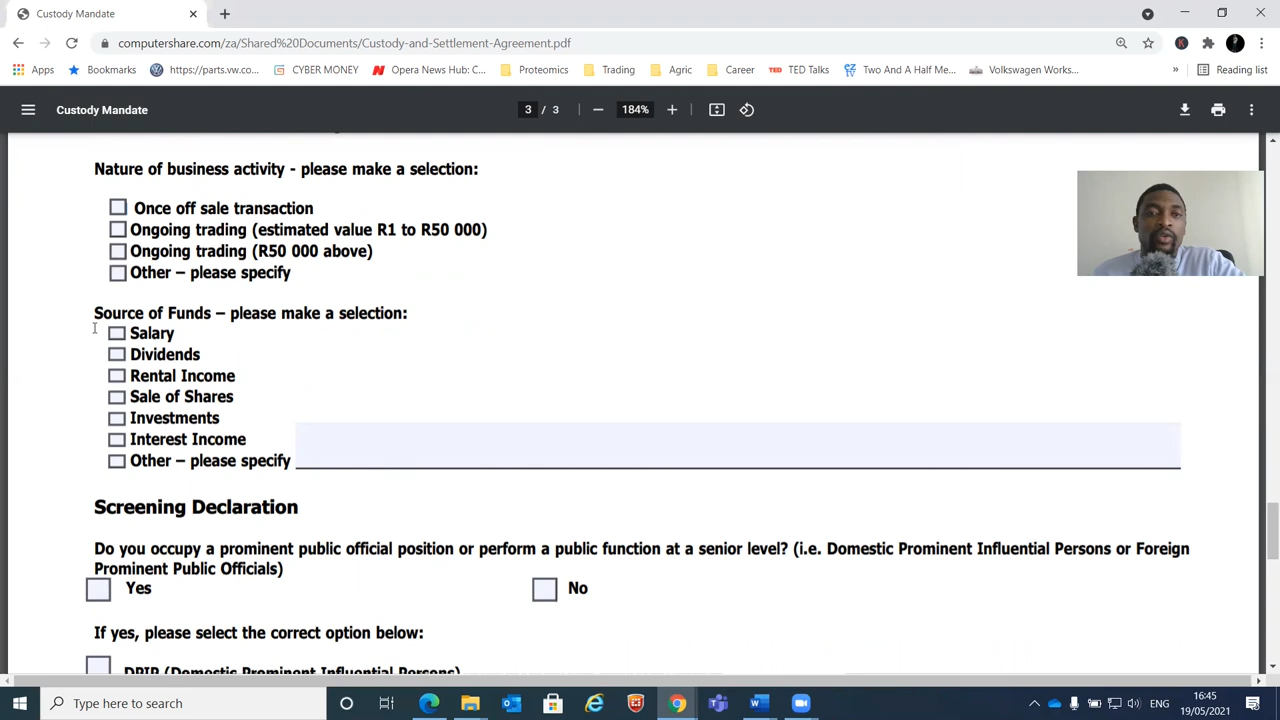 Custody Mandate
computershare.com/za/Shared%20Documents/Custody-and-Settlement-Agreement.pdf
Apps
Bookmarks
https://parts.vw.co...
CYBER MONEY
Opera News Hub: C...
Proteomics
Trading
Agric
Career
TED
TED Talks
Two And A Half Me...
Volkswagen Works...
»
Reading list
Custody Mandate
3 / 3
184%
Nature of business activity - please make a selection:
Once off sale transaction
Ongoing trading (estimated value R1 to R50 000)
Ongoing trading (R50 000 above)
Other – please specify
Source of Funds – please make a selection:
Salary
Dividends
Rental Income
Sale of Shares
Investments
Interest Income
Other – please specify
Screening Declaration
Do you occupy a prominent public official position or perform a public function at a senior level? (i.e. Domestic Prominent Influential Persons or Foreign
Prominent Public Officials)
Yes
No
If yes, please select the correct option below:
DPIP (Domestic Prominent Influential Persons)
Type here to search
ENG
16:45
19/05/2021